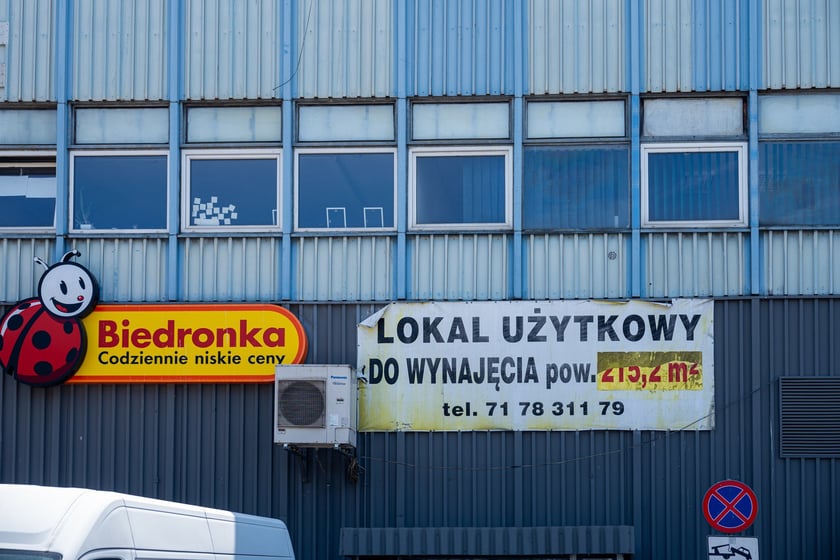 Biedronka
Codziennie niskie ceny
LOKAL UŻYTKOWY
DO WYNAJĘCIA pow. 215,2 m²
tel. 71 78 311 79
Panasonic